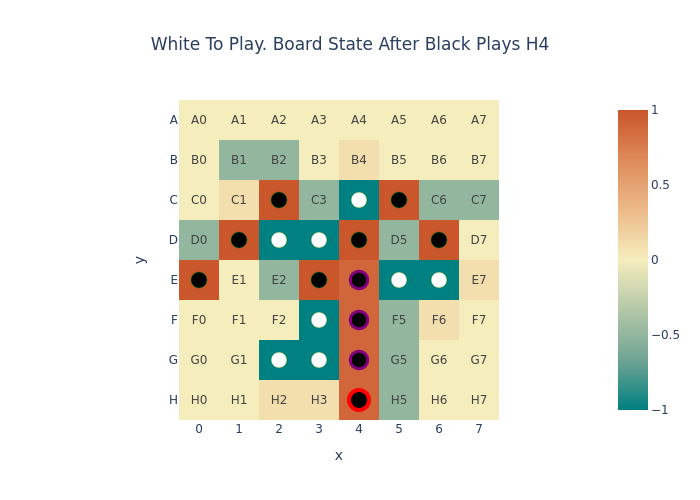 White To Play. Board State After Black Plays H4
A A0 A1 A2 A3 A4 A5 A6 A7
B B0 B1 B2 B3 B4 B5 B6 B7
C C0 C1 C3 C6 C7
D D0 D5 D7
E E1 E2 E7
F F0 F1 F2 F5 F6 F7
G G0 G1 G5 G6 G7
H H0 H1 H2 H3 H5 H6 H7
0 1 2 3 4 5 6 7
x
y
1
0.5
0
−0.5
−1